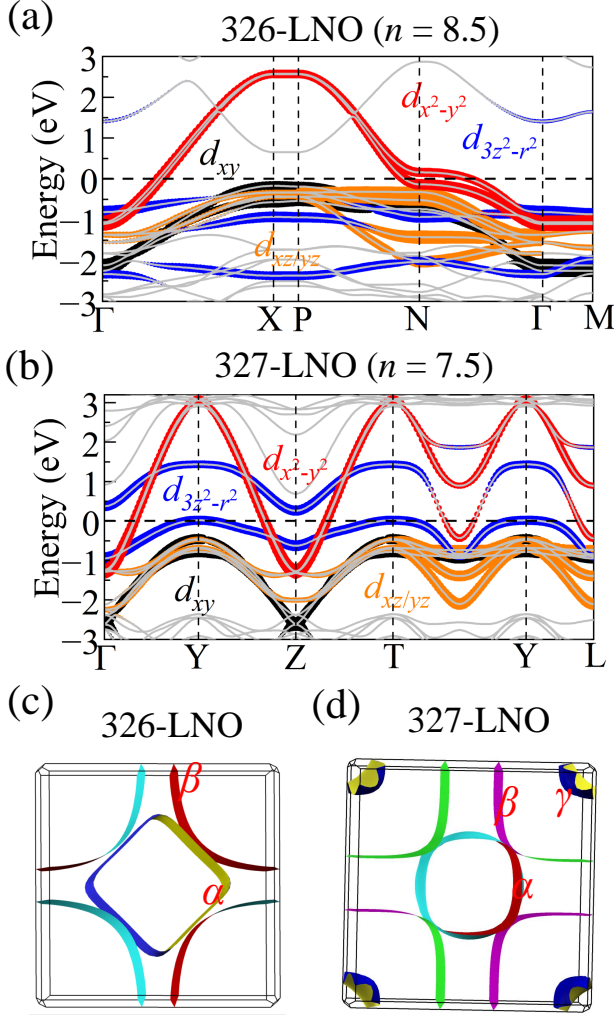 (a) 326-LNO (n = 8.5)
Energy (eV)
3
2
1
0
−1
−2
−3
d_{x²-y²}
d_{3z²-r²}
d_{xy}
d_{xz/yz}
Γ X P N Γ M
(b) 327-LNO (n = 7.5)
Energy (eV)
3
2
1
0
−1
−2
−3
d_{x²-y²}
d_{3z²-r²}
d_{xy}
d_{xz/yz}
Γ Y Z T Y L
(c) 326-LNO
β
α
(d) 327-LNO
β
γ
α